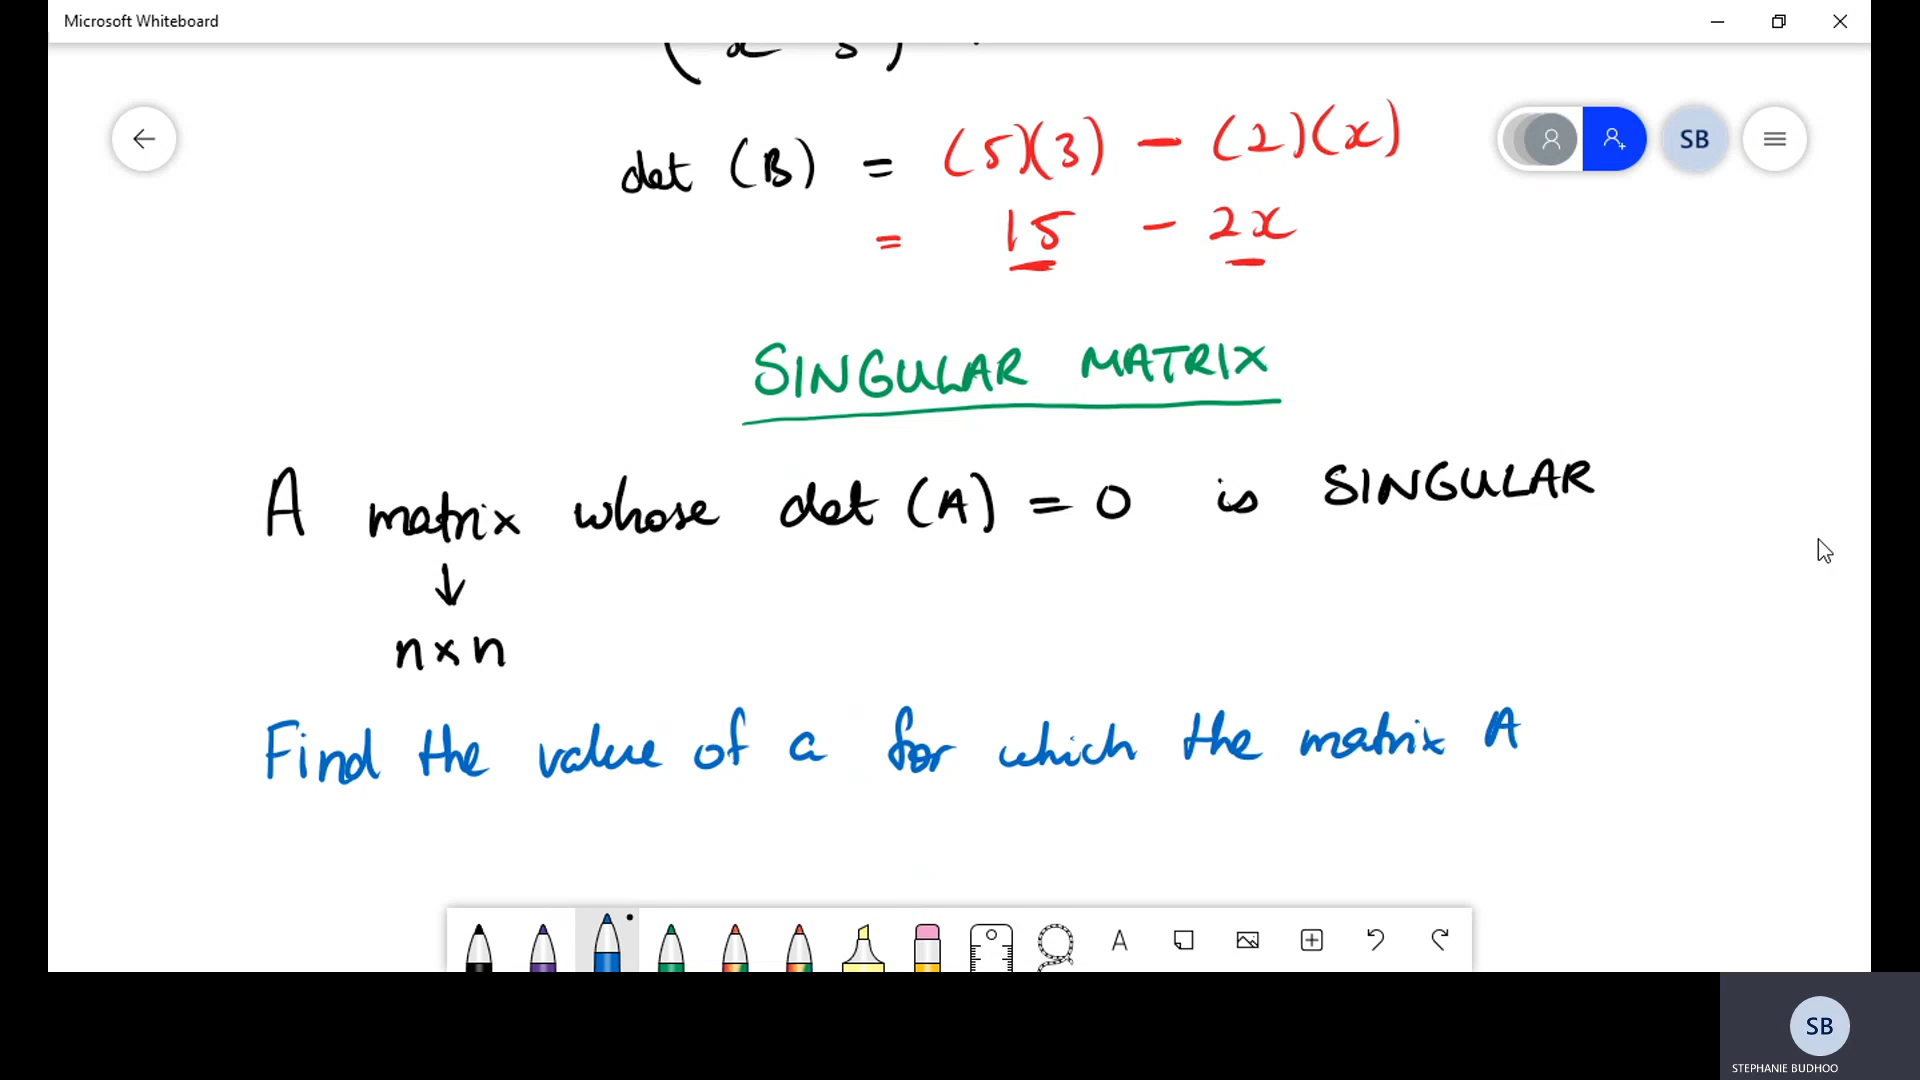 Microsoft Whiteboard
det (B) = (5)(3) - (2)(x)
= 15 - 2x
SB
SINGULAR MATRIX
A matrix whose det (A) = 0 is SINGULAR
↓
n x n
Find the value of a for which the matrix A
A
SB
STEPHANIE BUDHOO